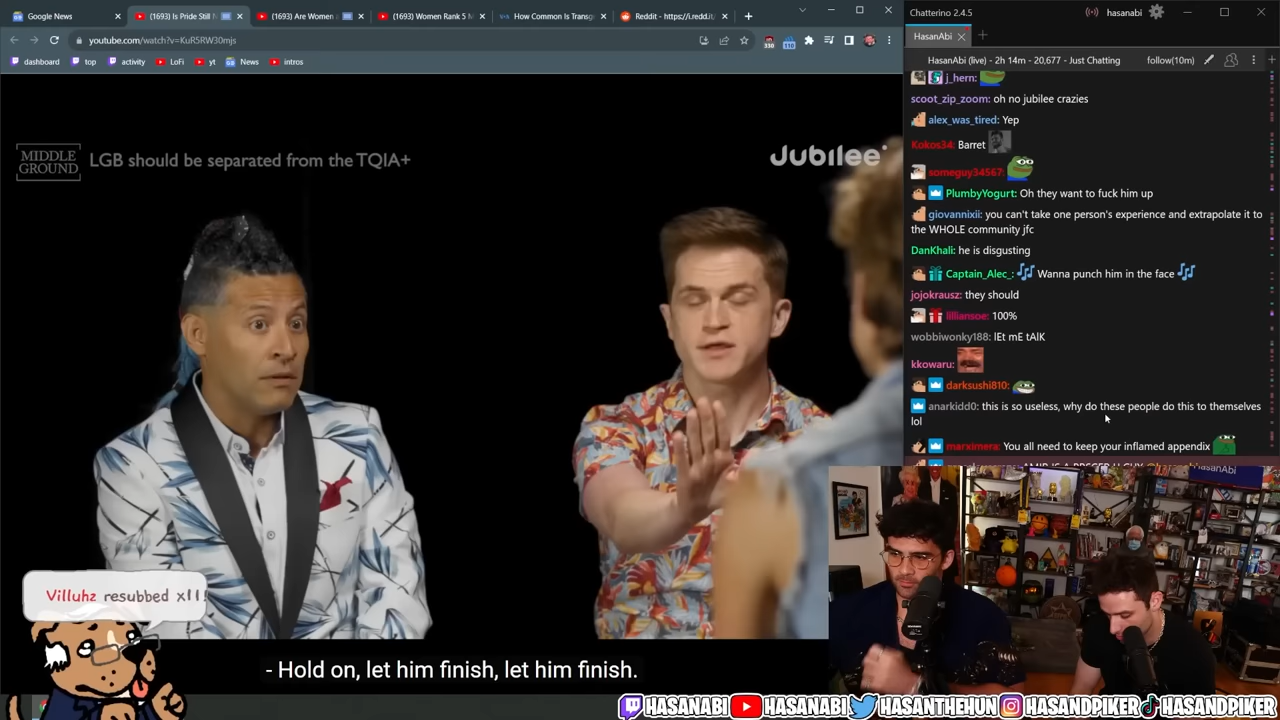 Google News
(1693) Is Pride Still
(1693) Are Women
(1693) Women Rank 5 M
How Common Is Transg
Reddit - https://i.redd.it
youtube.com/watch?v=KuR5RW30mjs
330
110
dashboard
top
activity
LoFi
yt
News
intros
MIDDLE
GROUND
LGB should be separated from the TQIA+
Jubilee
Villuhz resubbed x11!
- Hold on, let him finish, let him finish.
Chatterino 2.4.5
hasanabi
HasanAbi
HasanAbi (live) - 2h 14m - 20,677 - Just Chatting
follow(10m)
j_hern:
scoot_zip_zoom: oh no jubilee crazies
alex_was_tired: Yep
Kokos34: Barret
someguy34567:
PlumbyYogurt: Oh they want to fuck him up
giovannixii: you can't take one person's experience and extrapolate it to
the WHOLE community jfc
DanKhali: he is disgusting
Captain_Alec_: Wanna punch him in the face
jojokrausz: they should
lilliansoe: 100%
wobbiwonky188: lEt mE tAlK
kkowaru:
darksushi810:
anarkidd0: this is so useless, why do these people do this to themselves
lol
marximera: You all need to keep your inflamed appendix
HasanAbi
HASANABI
HASANABI
HASANTHEHUN
HASANDPIKER
HASANDPIKER